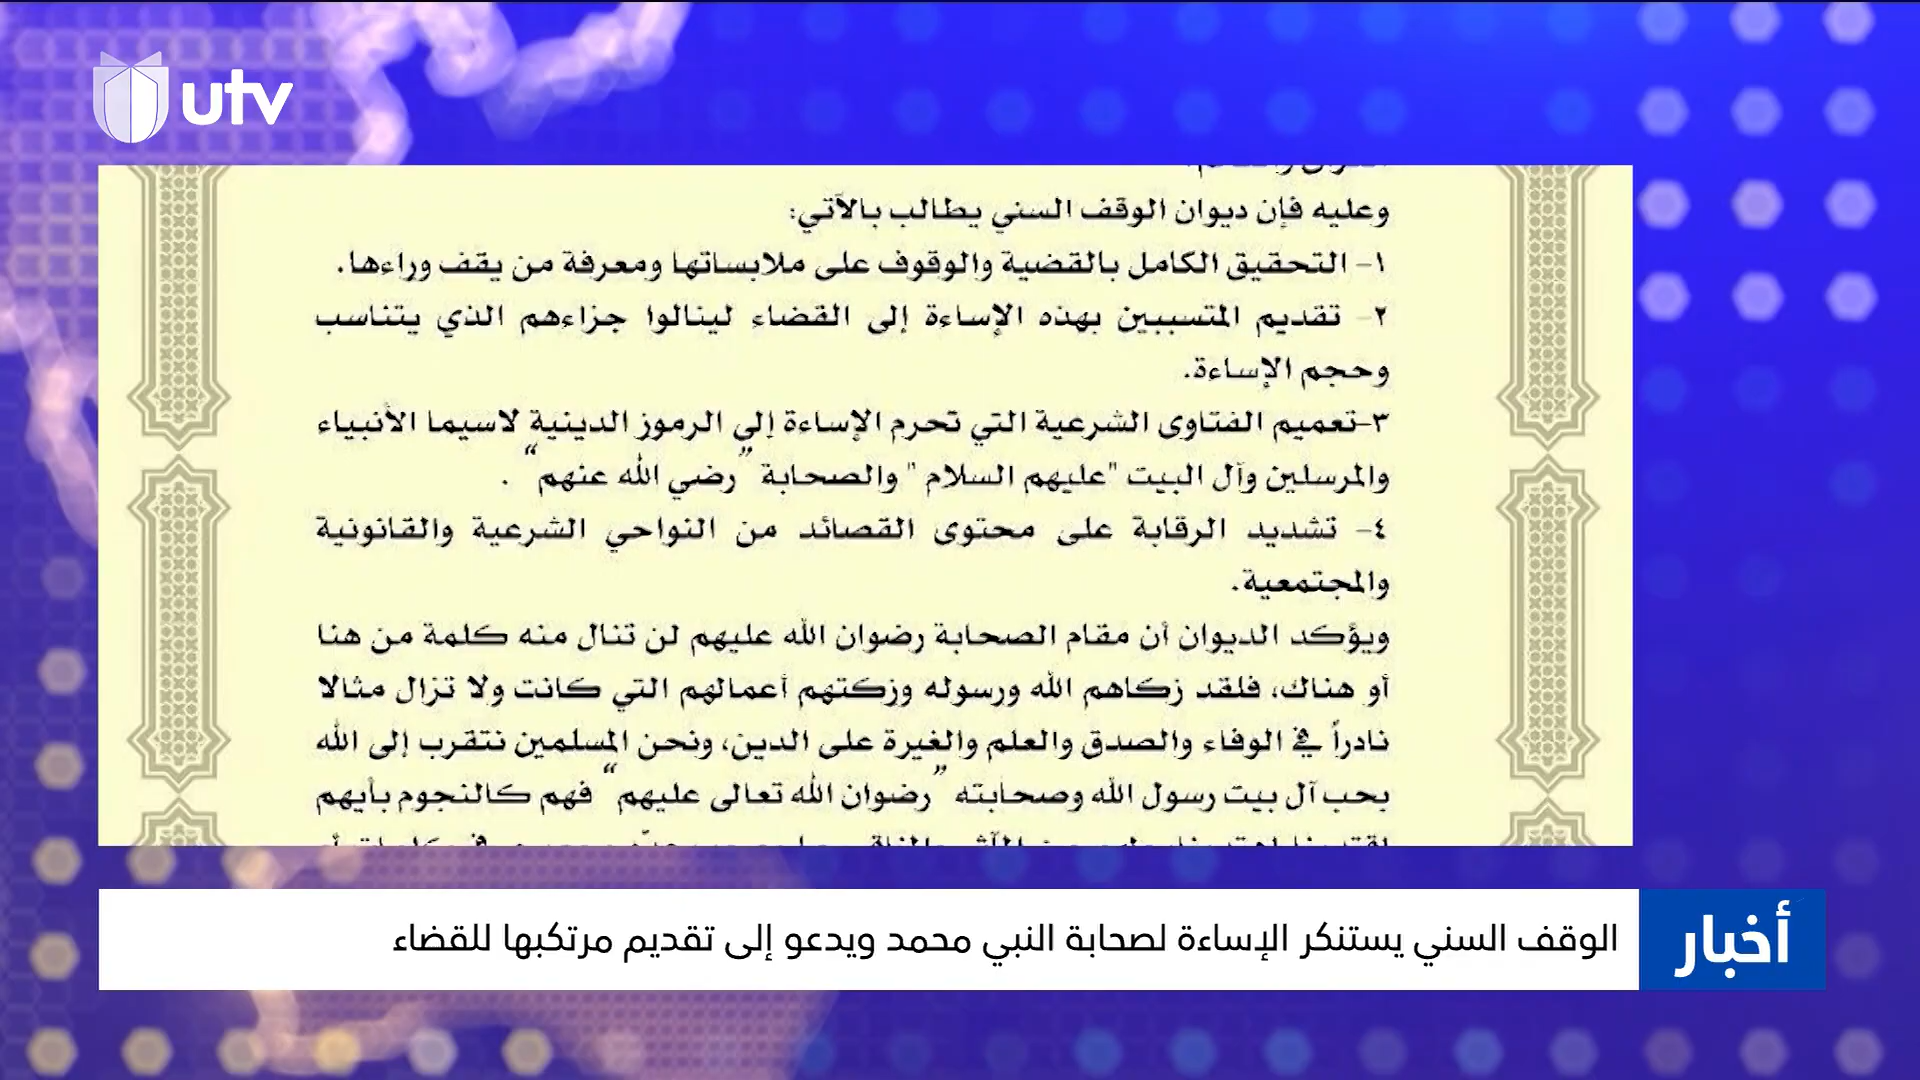 utv
وعليه فإن ديوان الوقف السني يطالب بالآتي:
١- التحقيق الكامل بالقضية والوقوف على ملابساتها ومعرفة من يقف وراءها.
٢- تقديم المتسببين بهذه الإساءة إلى القضاء لينالوا جزاءهم الذي يتناسب
وحجم الإساءة.
٣-تعميم الفتاوى الشرعية التي تحرم الإساءة إلي الرموز الدينية لاسيما الأنبياء
والمرسلين وآل البيت "عليهم السلام " والصحابة "رضي الله عنهم" .
٤- تشديد الرقابة على محتوى القصائد من النواحي الشرعية والقانونية
والمجتمعية.
ويؤكد الديوان أن مقام الصحابة رضوان الله عليهم لن تنال منه كلمة من هنا
أو هناك، فلقد زكاهم الله ورسوله وزكتهم أعمالهم التي كانت ولا تزال مثالا
نادراً في الوفاء والصدق والعلم والغيرة على الدين، ونحن المسلمين نتقرب إلى الله
بحب آل بيت رسول الله وصحابته "رضوان الله تعالى عليهم" فهم كالنجوم بأيهم
أخبار
الوقف السني يستنكر الإساءة لصحابة النبي محمد ويدعو إلى تقديم مرتكبها للقضاء